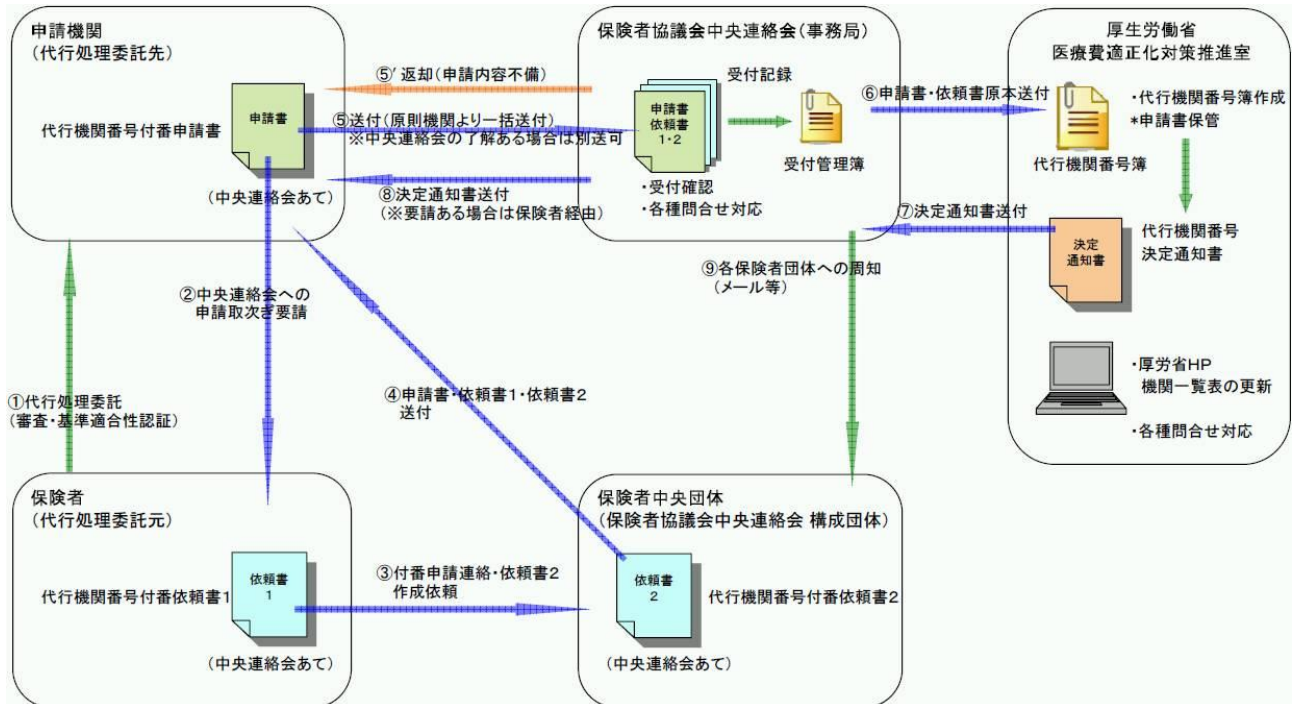 申請機関
(代行処理委託先)
代行機関番号付番申請書
申請書
(中央連絡会あて)
⑤’返却(申請内容不備)
⑤送付(原則機関より一括送付)
※中央連絡会の了解ある場合は別送可
⑧決定通知書送付
(※要請ある場合は保険者経由)
保険者協議会中央連絡会(事務局)
受付記録
申請書
依頼書
1・2
受付管理簿
・受付確認
・各種問合せ対応
⑥申請書・依頼書原本送付
⑦決定通知書送付
厚生労働省
医療費適正化対策推進室
・代行機関番号簿作成
*申請書保管
代行機関番号簿
決定
通知書
代行機関番号
決定通知書
・厚労省HP
機関一覧表の更新
・各種問合せ対応
⑨各保険者団体への周知
(メール等)
②中央連絡会への
申請取次ぎ要請
④申請書・依頼書1・依頼書2
送付
①代行処理委託
(審査・基準適合性認証)
保険者
(代行処理委託元)
代行機関番号付番依頼書1
依頼書
1
(中央連絡会あて)
③付番申請連絡・依頼書2
作成依頼
保険者中央団体
(保険者協議会中央連絡会 構成団体)
依頼書
2
代行機関番号付番依頼書2
(中央連絡会あて)